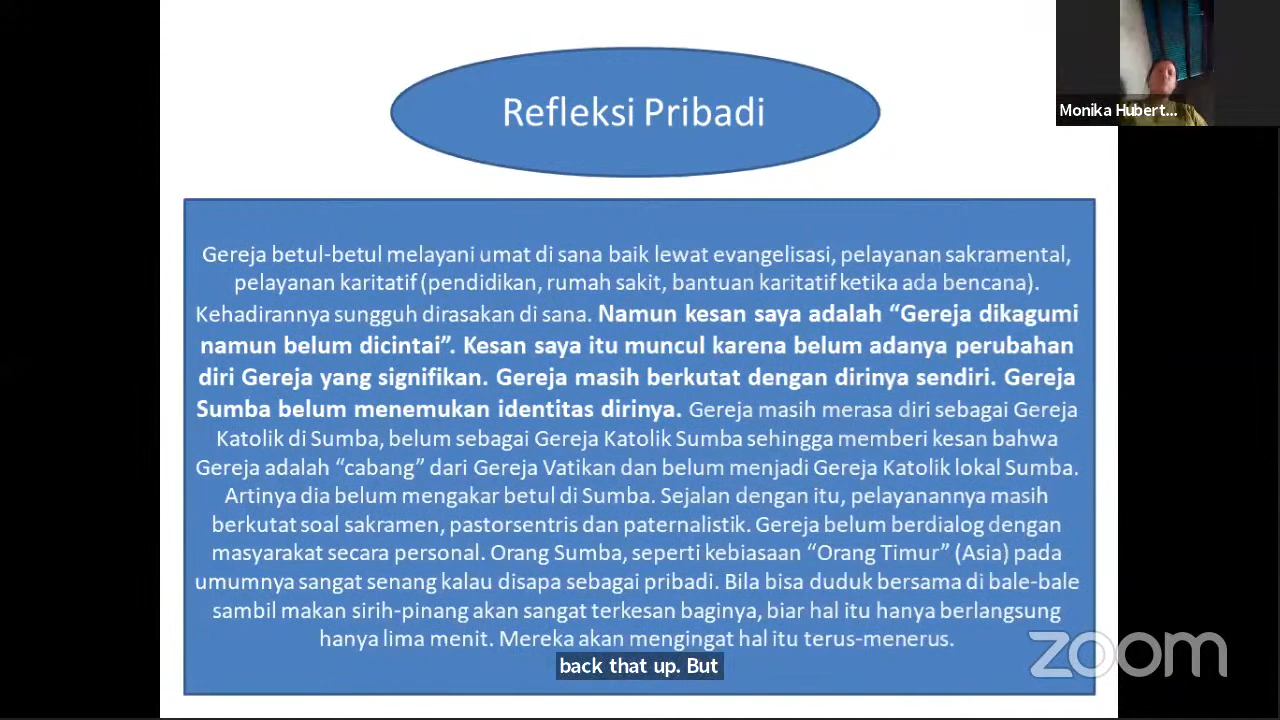 Refleksi Pribadi
Monika Hubert...
Gereja betul-betul melayani umat di sana baik lewat evangelisasi, pelayanan sakramental,
pelayanan karitatif (pendidikan, rumah sakit, bantuan karitatif ketika ada bencana).
Kehadirannya sungguh dirasakan di sana. Namun kesan saya adalah “Gereja dikagumi
namun belum dicintai”. Kesan saya itu muncul karena belum adanya perubahan
diri Gereja yang signifikan. Gereja masih berkutat dengan dirinya sendiri. Gereja
Sumba belum menemukan identitas dirinya. Gereja masih merasa diri sebagai Gereja
Katolik di Sumba, belum sebagai Gereja Katolik Sumba sehingga memberi kesan bahwa
Gereja adalah “cabang” dari Gereja Vatikan dan belum menjadi Gereja Katolik lokal Sumba.
Artinya dia belum mengakar betul di Sumba. Sejalan dengan itu, pelayanannya masih
berkutat soal sakramen, pastorsentris dan paternalistik. Gereja belum berdialog dengan
masyarakat secara personal. Orang Sumba, seperti kebiasaan “Orang Timur” (Asia) pada
umumnya sangat senang kalau disapa sebagai pribadi. Bila bisa duduk bersama di bale-bale
sambil makan sirih-pinang akan sangat terkesan baginya, biar hal itu hanya berlangsung
hanya lima menit. Mereka akan mengingat hal itu terus-menerus.
back that up. But
zoom